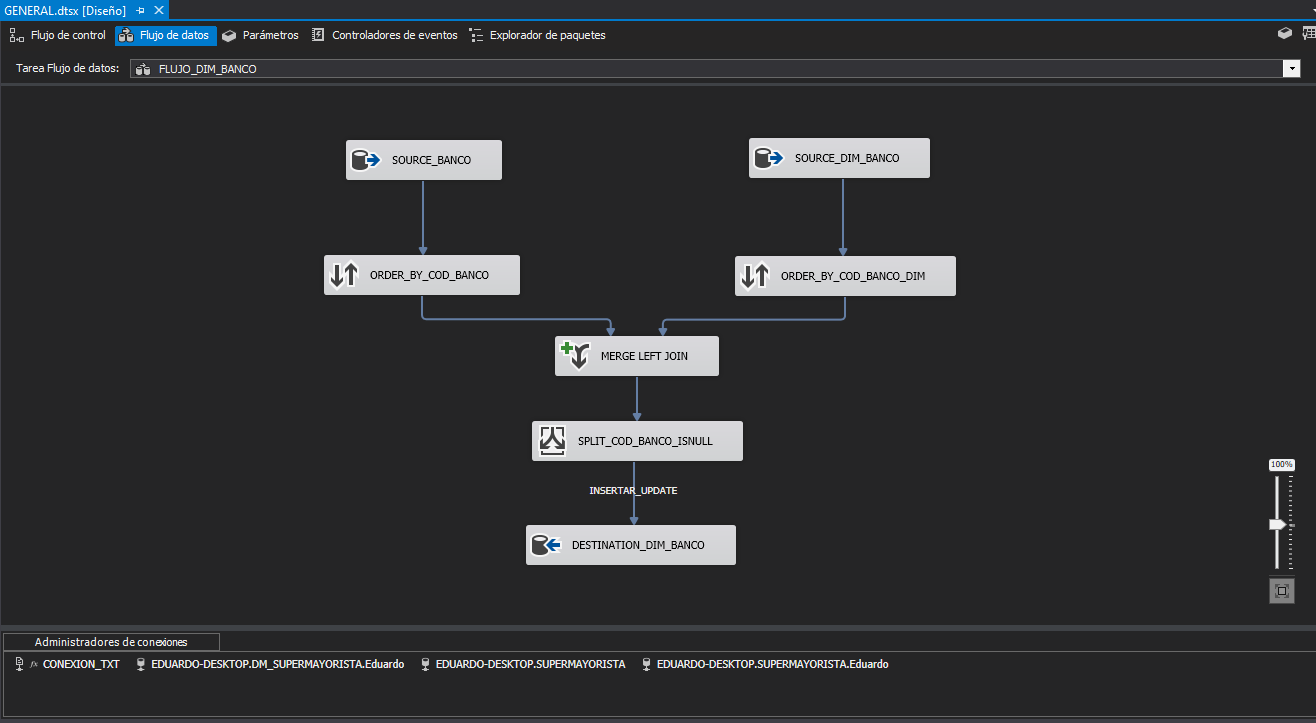 GENERAL.dtsx [Diseño]
Flujo de control Flujo de datos Parámetros Controladores de eventos Explorador de paquetes
Tarea Flujo de datos: FLUJO_DIM_BANCO
SOURCE_BANCO
SOURCE_DIM_BANCO
ORDER_BY_COD_BANCO
ORDER_BY_COD_BANCO_DIM
MERGE LEFT JOIN
SPLIT_COD_BANCO_ISNULL
100%
INSERTAR_UPDATE
DESTINATION_DIM_BANCO
Administradores de conexiones
fx CONEXION_TXT EDUARDO-DESKTOP.DM_SUPERMAYORISTA.Eduardo EDUARDO-DESKTOP.SUPERMAYORISTA EDUARDO-DESKTOP.SUPERMAYORISTA.Eduardo